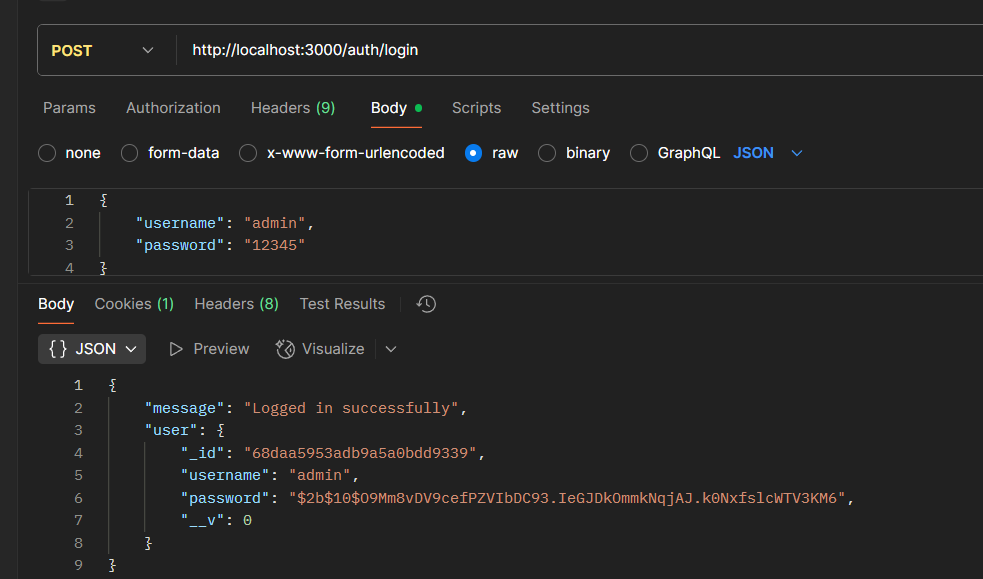 POST http://localhost:3000/auth/login
Params Authorization Headers (9) Body Scripts Settings
none form-data x-www-form-urlencoded raw binary GraphQL JSON
1 {
2 "username": "admin",
3 "password": "12345"
4 }
Body Cookies (1) Headers (8) Test Results
{} JSON Preview Visualize
1 {
2 "message": "Logged in successfully",
3 "user": {
4 "_id": "68daa5953adb9a5a0bdd9339",
5 "username": "admin",
6 "password": "$2b$10$O9Mm8vDV9cefPZVIbDC93.IeGJDkOmmkNqjAJ.k0NxfslcWTV3KM6",
7 "__v": 0
8 }
9 }